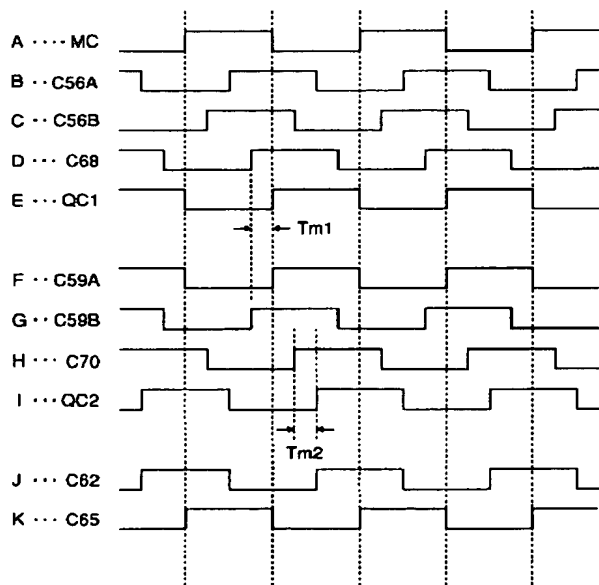 A ···· MC
B ·· C56A
C ·· C56B
D ··· C68
E ··· QC1
Tm1
F ·· C59A
G ·· C59B
H ··· C70
I ··· QC2
Tm2
J ··· C62
K ··· C65